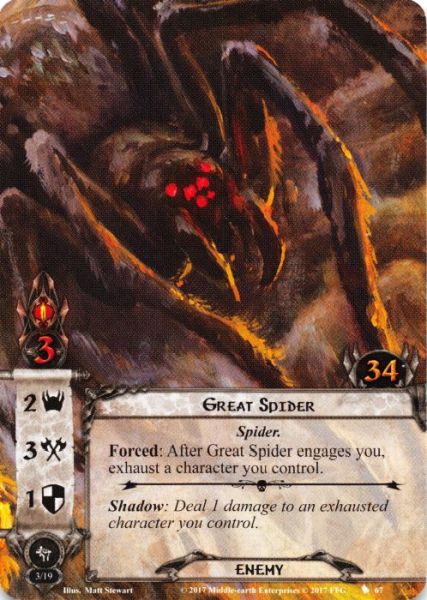 3
34
2
3
1
GREAT SPIDER
Spider.
Forced: After Great Spider engages you,
exhaust a character you control.
Shadow: Deal 1 damage to an exhausted
character you control.
ENEMY
3/19
Illus. Matt Stewart
© 2017 Middle-earth Enterprises © 2017 FFG
67